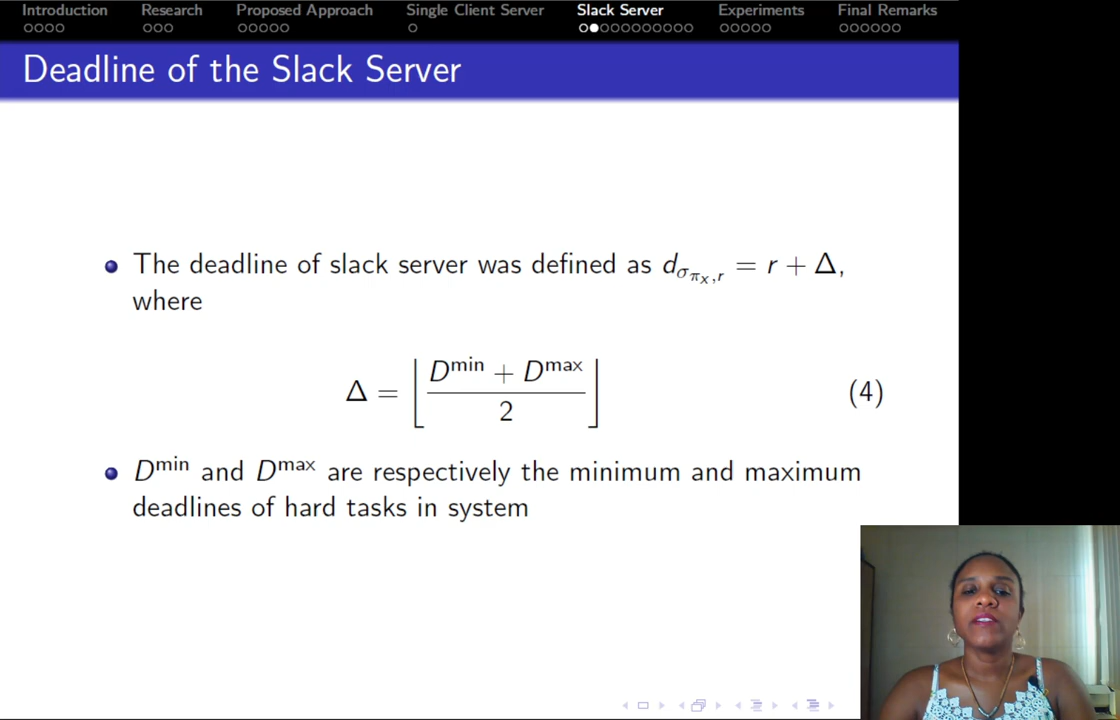 Introduction Research Proposed Approach Single Client Server Slack Server Experiments Final Remarks
Deadline of the Slack Server
The deadline of slack server was defined as d_{σ_{π_x},r} = r + Δ,
where
Δ = ⌊(D^min + D^max)/2⌋ (4)
D^min and D^max are respectively the minimum and maximum
deadlines of hard tasks in system